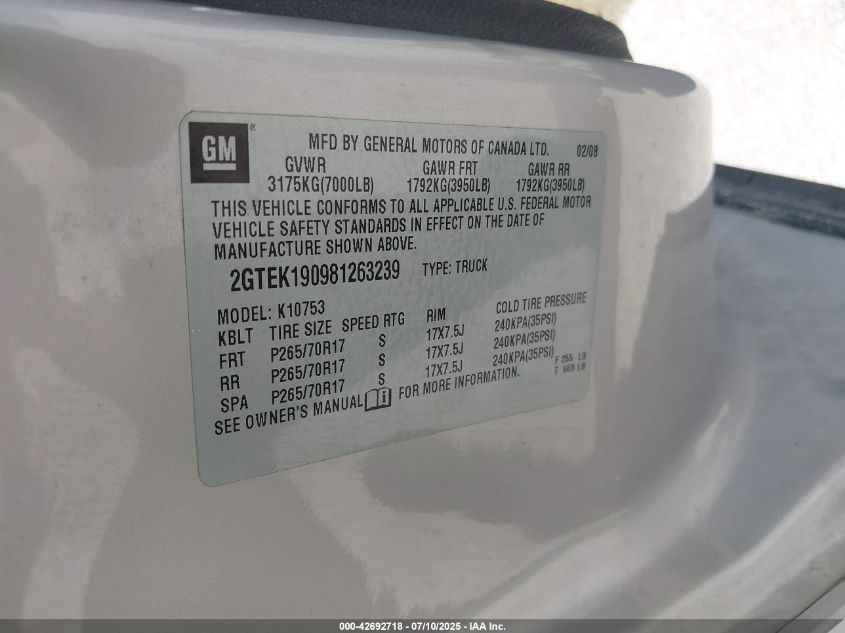 GM®
MFD BY GENERAL MOTORS OF CANADA LTD. 02/08
GVWR GAWR FRT GAWR RR
3175KG(7000LB) 1792KG(3950LB) 1792KG(3950LB)
THIS VEHICLE CONFORMS TO ALL APPLICABLE U.S. FEDERAL MOTOR
VEHICLE SAFETY STANDARDS IN EFFECT ON THE DATE OF
MANUFACTURE SHOWN ABOVE.
2GTEK190981263239 TYPE: TRUCK
MODEL: K10753
KBLT TIRE SIZE SPEED RTG RIM COLD TIRE PRESSURE
FRT P265/70R17 S 17X7.5J 240KPA(35PSI)
RR P265/70R17 S 17X7.5J 240KPA(35PSI)
SPA P265/70R17 S 17X7.5J 240KPA(35PSI)
F 255 LB
T 669 LB
SEE OWNER'S MANUAL FOR MORE INFORMATION.
000-42692718 - 07/10/2025 - IAA Inc.